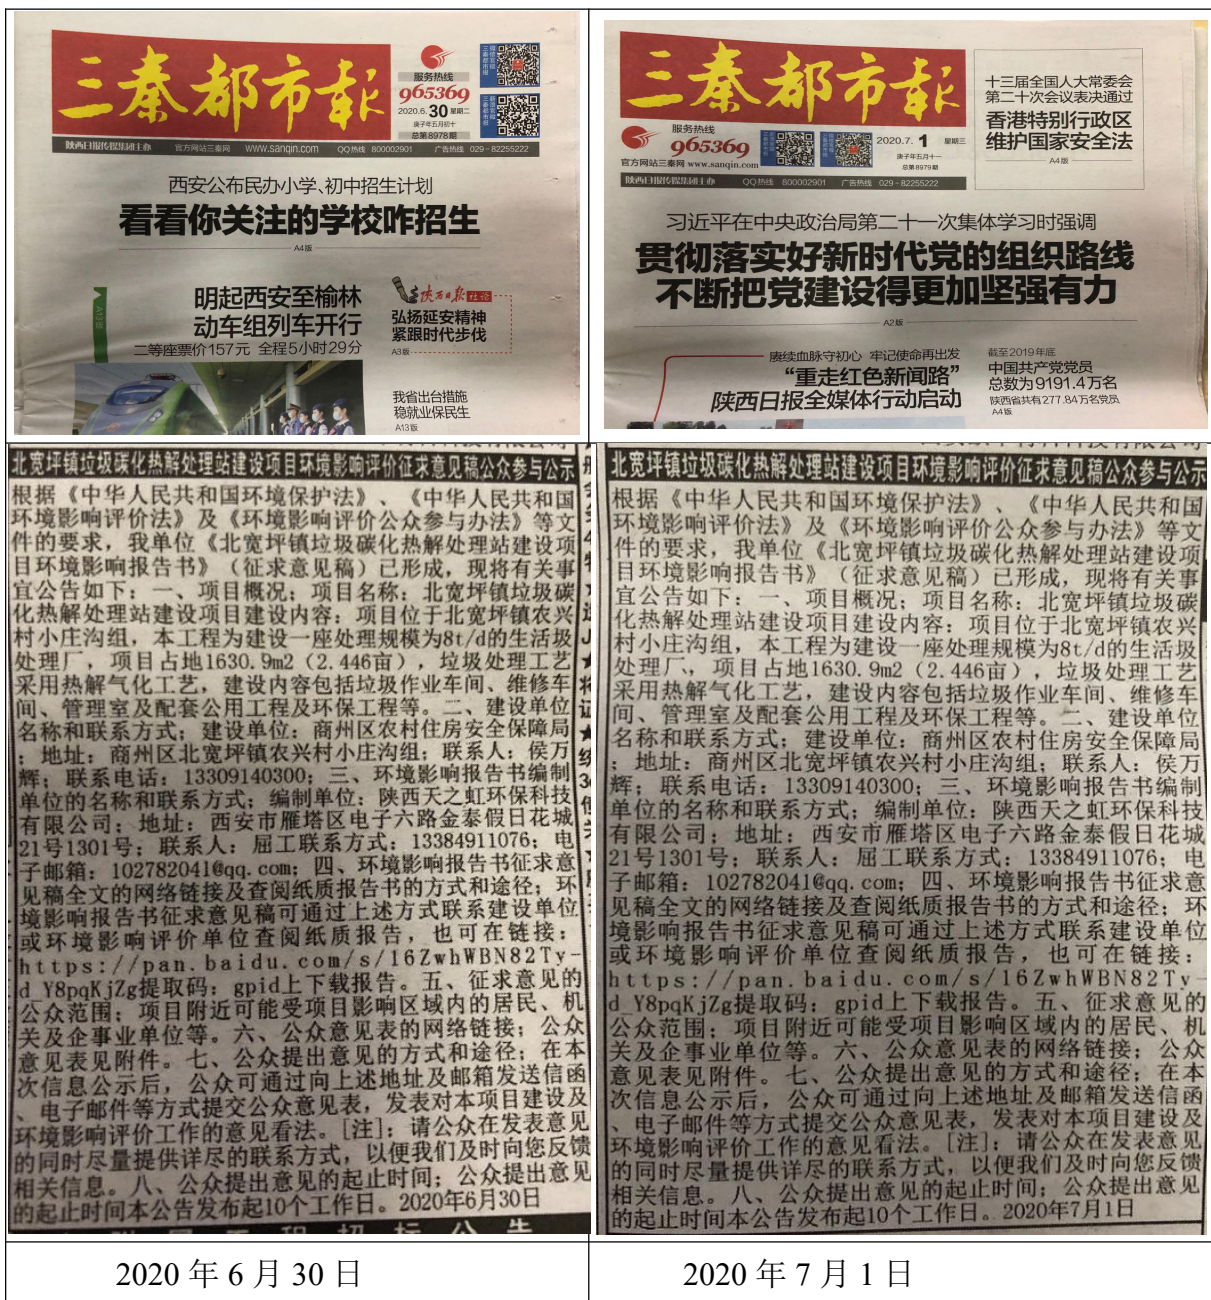 三秦都市报
服务热线
965369
2020.6.30 星期二
庚子年五月初十
总第8978期
陕西日报传媒集团主办 官方网站三秦网 www.sanqin.com QQ热线 800002901 广告热线 029-82255222
西安公布民办小学、初中招生计划
看看你关注的学校咋招生
A4版
A13版
明起西安至榆林
动车组列车开行
二等座票价157元 全程5小时29分
陕西日报 社论
弘扬延安精神
紧跟时代步伐
A3版
我省出台措施
稳就业保民生
A13版
三秦都市报
服务热线
965369
官方网站三秦网 www.sanqin.com
2020.7.1 星期三
庚子年五月十一
总第8979期
陕西日报传媒集团主办 QQ热线 800002901 广告热线 029-82255222
十三届全国人大常委会
第二十次会议表决通过
香港特别行政区
维护国家安全法
A4版
习近平在中央政治局第二十一次集体学习时强调
贯彻落实好新时代党的组织路线
不断把党建设得更加坚强有力
A2版
赓续血脉守初心 牢记使命再出发
“重走红色新闻路”
陕西日报全媒体行动启动
截至2019年底
中国共产党党员
总数为9191.4万名
陕西省共有277.84万名党员
A4版
北宽坪镇垃圾碳化热解处理站建设项目环境影响评价征求意见稿公众参与公示
根据《中华人民共和国环境保护法》、《中华人民共和国
环境影响评价法》及《环境影响评价公众参与办法》等文
件的要求，我单位《北宽坪镇垃圾碳化热解处理站建设项
目环境影响报告书》（征求意见稿）已形成，现将有关事
宜公告如下：一、项目概况；项目名称：北宽坪镇垃圾碳
化热解处理站建设项目建设内容：项目位于北宽坪镇农兴
村小庄沟组，本工程为建设一座处理规模为8t/d的生活圾
处理厂，项目占地1630.9m2（2.446亩），垃圾处理工艺
采用热解气化工艺，建设内容包括垃圾作业车间、维修车
间、管理室及配套公用工程及环保工程等。二、建设单位
名称和联系方式；建设单位：商州区农村住房安全保障局
；地址：商州区北宽坪镇农兴村小庄沟组；联系人：侯万
辉；联系电话：13309140300；三、环境影响报告书编制
单位的名称和联系方式；编制单位：陕西天之虹环保科技
有限公司；地址：西安市雁塔区电子六路金泰假日花城
21号1301号；联系人：屈工联系方式：13384911076；电
子邮箱：102782041@qq.com；四、环境影响报告书征求意
见稿全文的网络链接及查阅纸质报告书的方式和途径；环
境影响报告书征求意见稿可通过上述方式联系建设单位
或环境影响评价单位查阅纸质报告，也可在链接：
https://pan.baidu.com/s/16ZwhWBN82Ty-
d_Y8pqKjZg提取码：gpid上下载报告。五、征求意见的
公众范围；项目附近可能受项目影响区域内的居民、机
关及企事业单位等。六、公众意见表的网络链接；公众
意见表见附件。七、公众提出意见的方式和途径；在本
次信息公示后，公众可通过向上述地址及邮箱发送信函
、电子邮件等方式提交公众意见表，发表对本项目建设及
环境影响评价工作的意见看法。[注]：请公众在发表意见
的同时尽量提供详尽的联系方式，以便我们及时向您反馈
相关信息。八、公众提出意见的起止时间；公众提出意见
的起止时间本公告发布起10个工作日。2020年6月30日
北宽坪镇垃圾碳化热解处理站建设项目环境影响评价征求意见稿公众参与公示
根据《中华人民共和国环境保护法》、《中华人民共和国
环境影响评价法》及《环境影响评价公众参与办法》等文
件的要求，我单位《北宽坪镇垃圾碳化热解处理站建设项
目环境影响报告书》（征求意见稿）已形成，现将有关事
宜公告如下：一、项目概况；项目名称：北宽坪镇垃圾碳
化热解处理站建设项目建设内容：项目位于北宽坪镇农兴
村小庄沟组，本工程为建设一座处理规模为8t/d的生活圾
处理厂，项目占地1630.9m2（2.446亩），垃圾处理工艺
采用热解气化工艺，建设内容包括垃圾作业车间、维修车
间、管理室及配套公用工程及环保工程等。二、建设单位
名称和联系方式；建设单位：商州区农村住房安全保障局
；地址：商州区北宽坪镇农兴村小庄沟组；联系人：侯万
辉；联系电话：13309140300；三、环境影响报告书编制
单位的名称和联系方式；编制单位：陕西天之虹环保科技
有限公司；地址：西安市雁塔区电子六路金泰假日花城
21号1301号；联系人：屈工联系方式：13384911076；电
子邮箱：102782041@qq.com；四、环境影响报告书征求意
见稿全文的网络链接及查阅纸质报告书的方式和途径；环
境影响报告书征求意见稿可通过上述方式联系建设单位
或环境影响评价单位查阅纸质报告，也可在链接：
https://pan.baidu.com/s/16ZwhWBN82Ty-
d_Y8pqKjZg提取码：gpid上下载报告。五、征求意见的
公众范围；项目附近可能受项目影响区域内的居民、机
关及企事业单位等。六、公众意见表的网络链接；公众
意见表见附件。七、公众提出意见的方式和途径；在本
次信息公示后，公众可通过向上述地址及邮箱发送信函
、电子邮件等方式提交公众意见表，发表对本项目建设及
环境影响评价工作的意见看法。[注]：请公众在发表意见
的同时尽量提供详尽的联系方式，以便我们及时向您反馈
相关信息。八、公众提出意见的起止时间；公众提出意见
的起止时间本公告发布起10个工作日。2020年7月1日
2020 年 6 月 30 日
2020 年 7 月 1 日